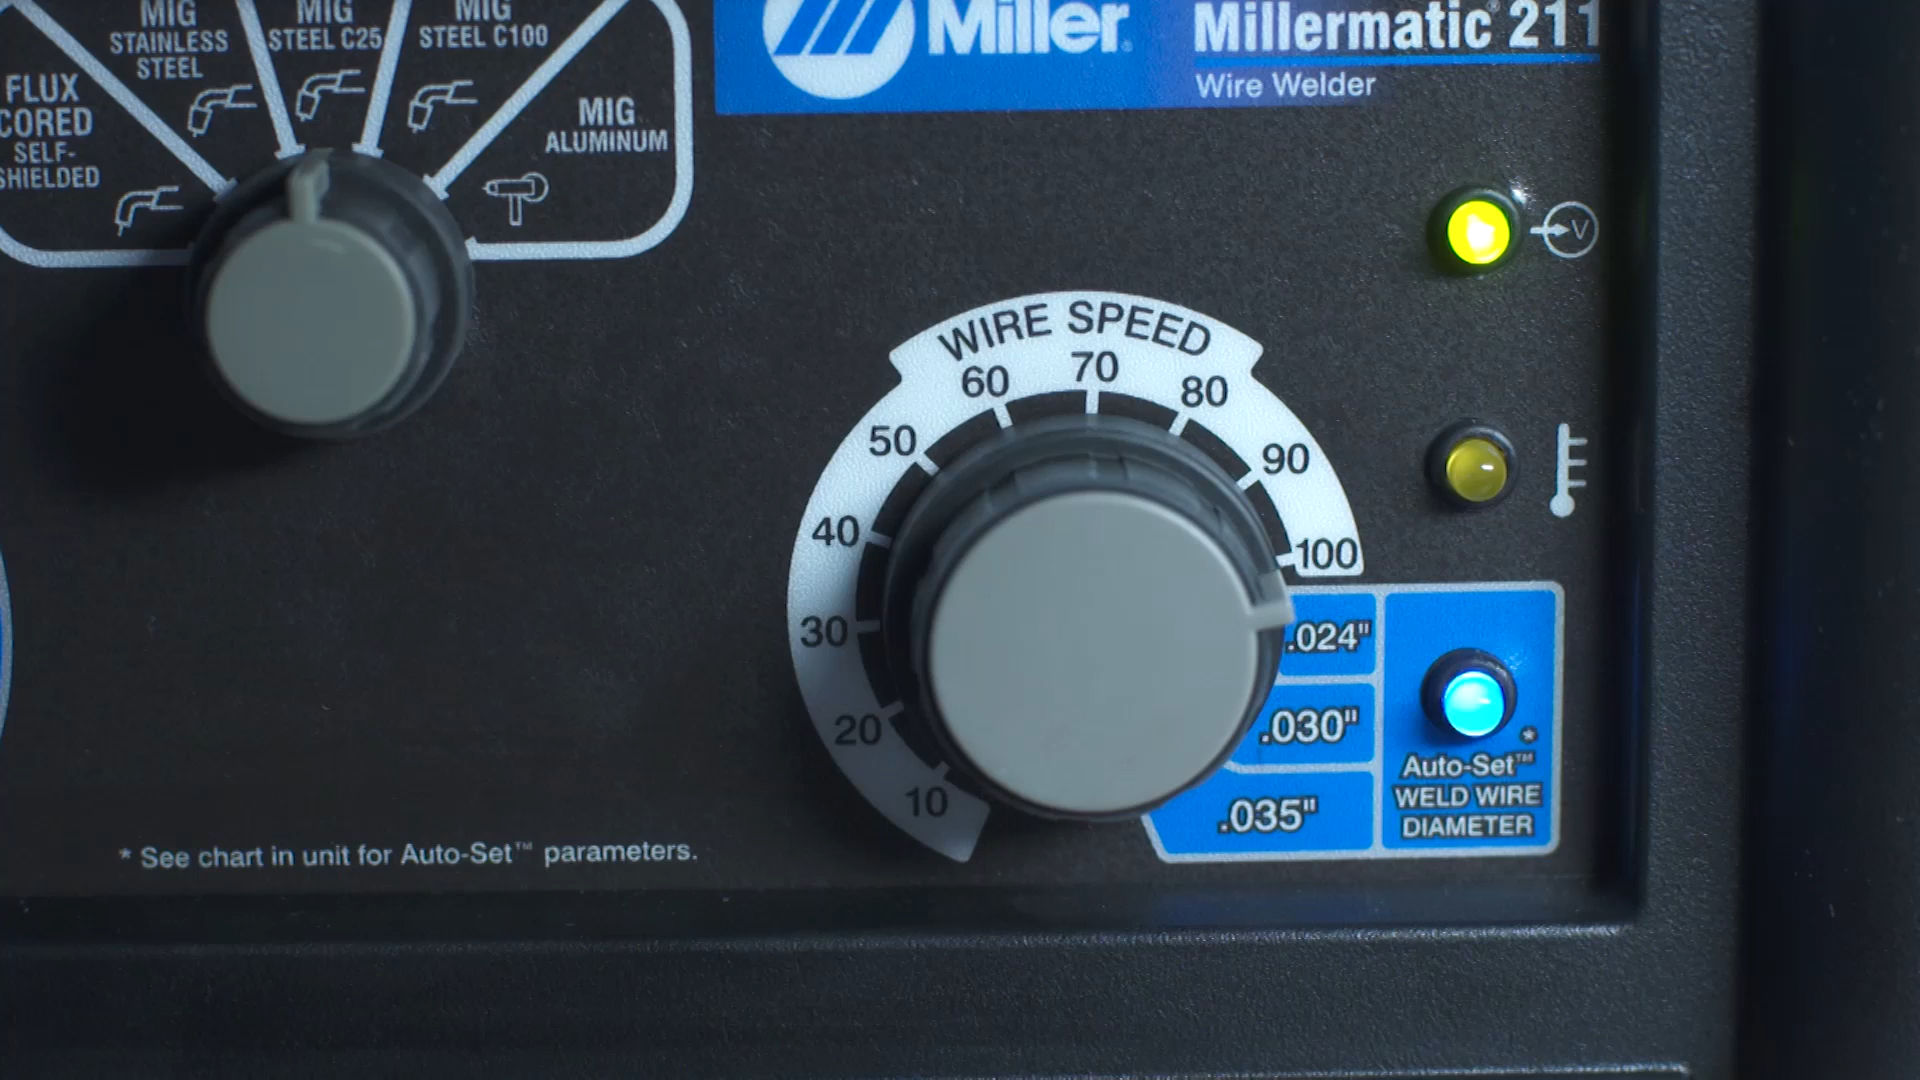 MIG
STAINLESS
STEEL
MIG
STEEL C25
MIG
STEEL C100
FLUX
CORED
SELF-
SHIELDED
MIG
ALUMINUM
Miller®
Millermatic® 211
Wire Welder
V
WIRE SPEED
10
20
30
40
50
60
70
80
90
100
.024"
.030"
.035"
*
Auto-Set™
WELD WIRE
DIAMETER
* See chart in unit for Auto-Set™ parameters.